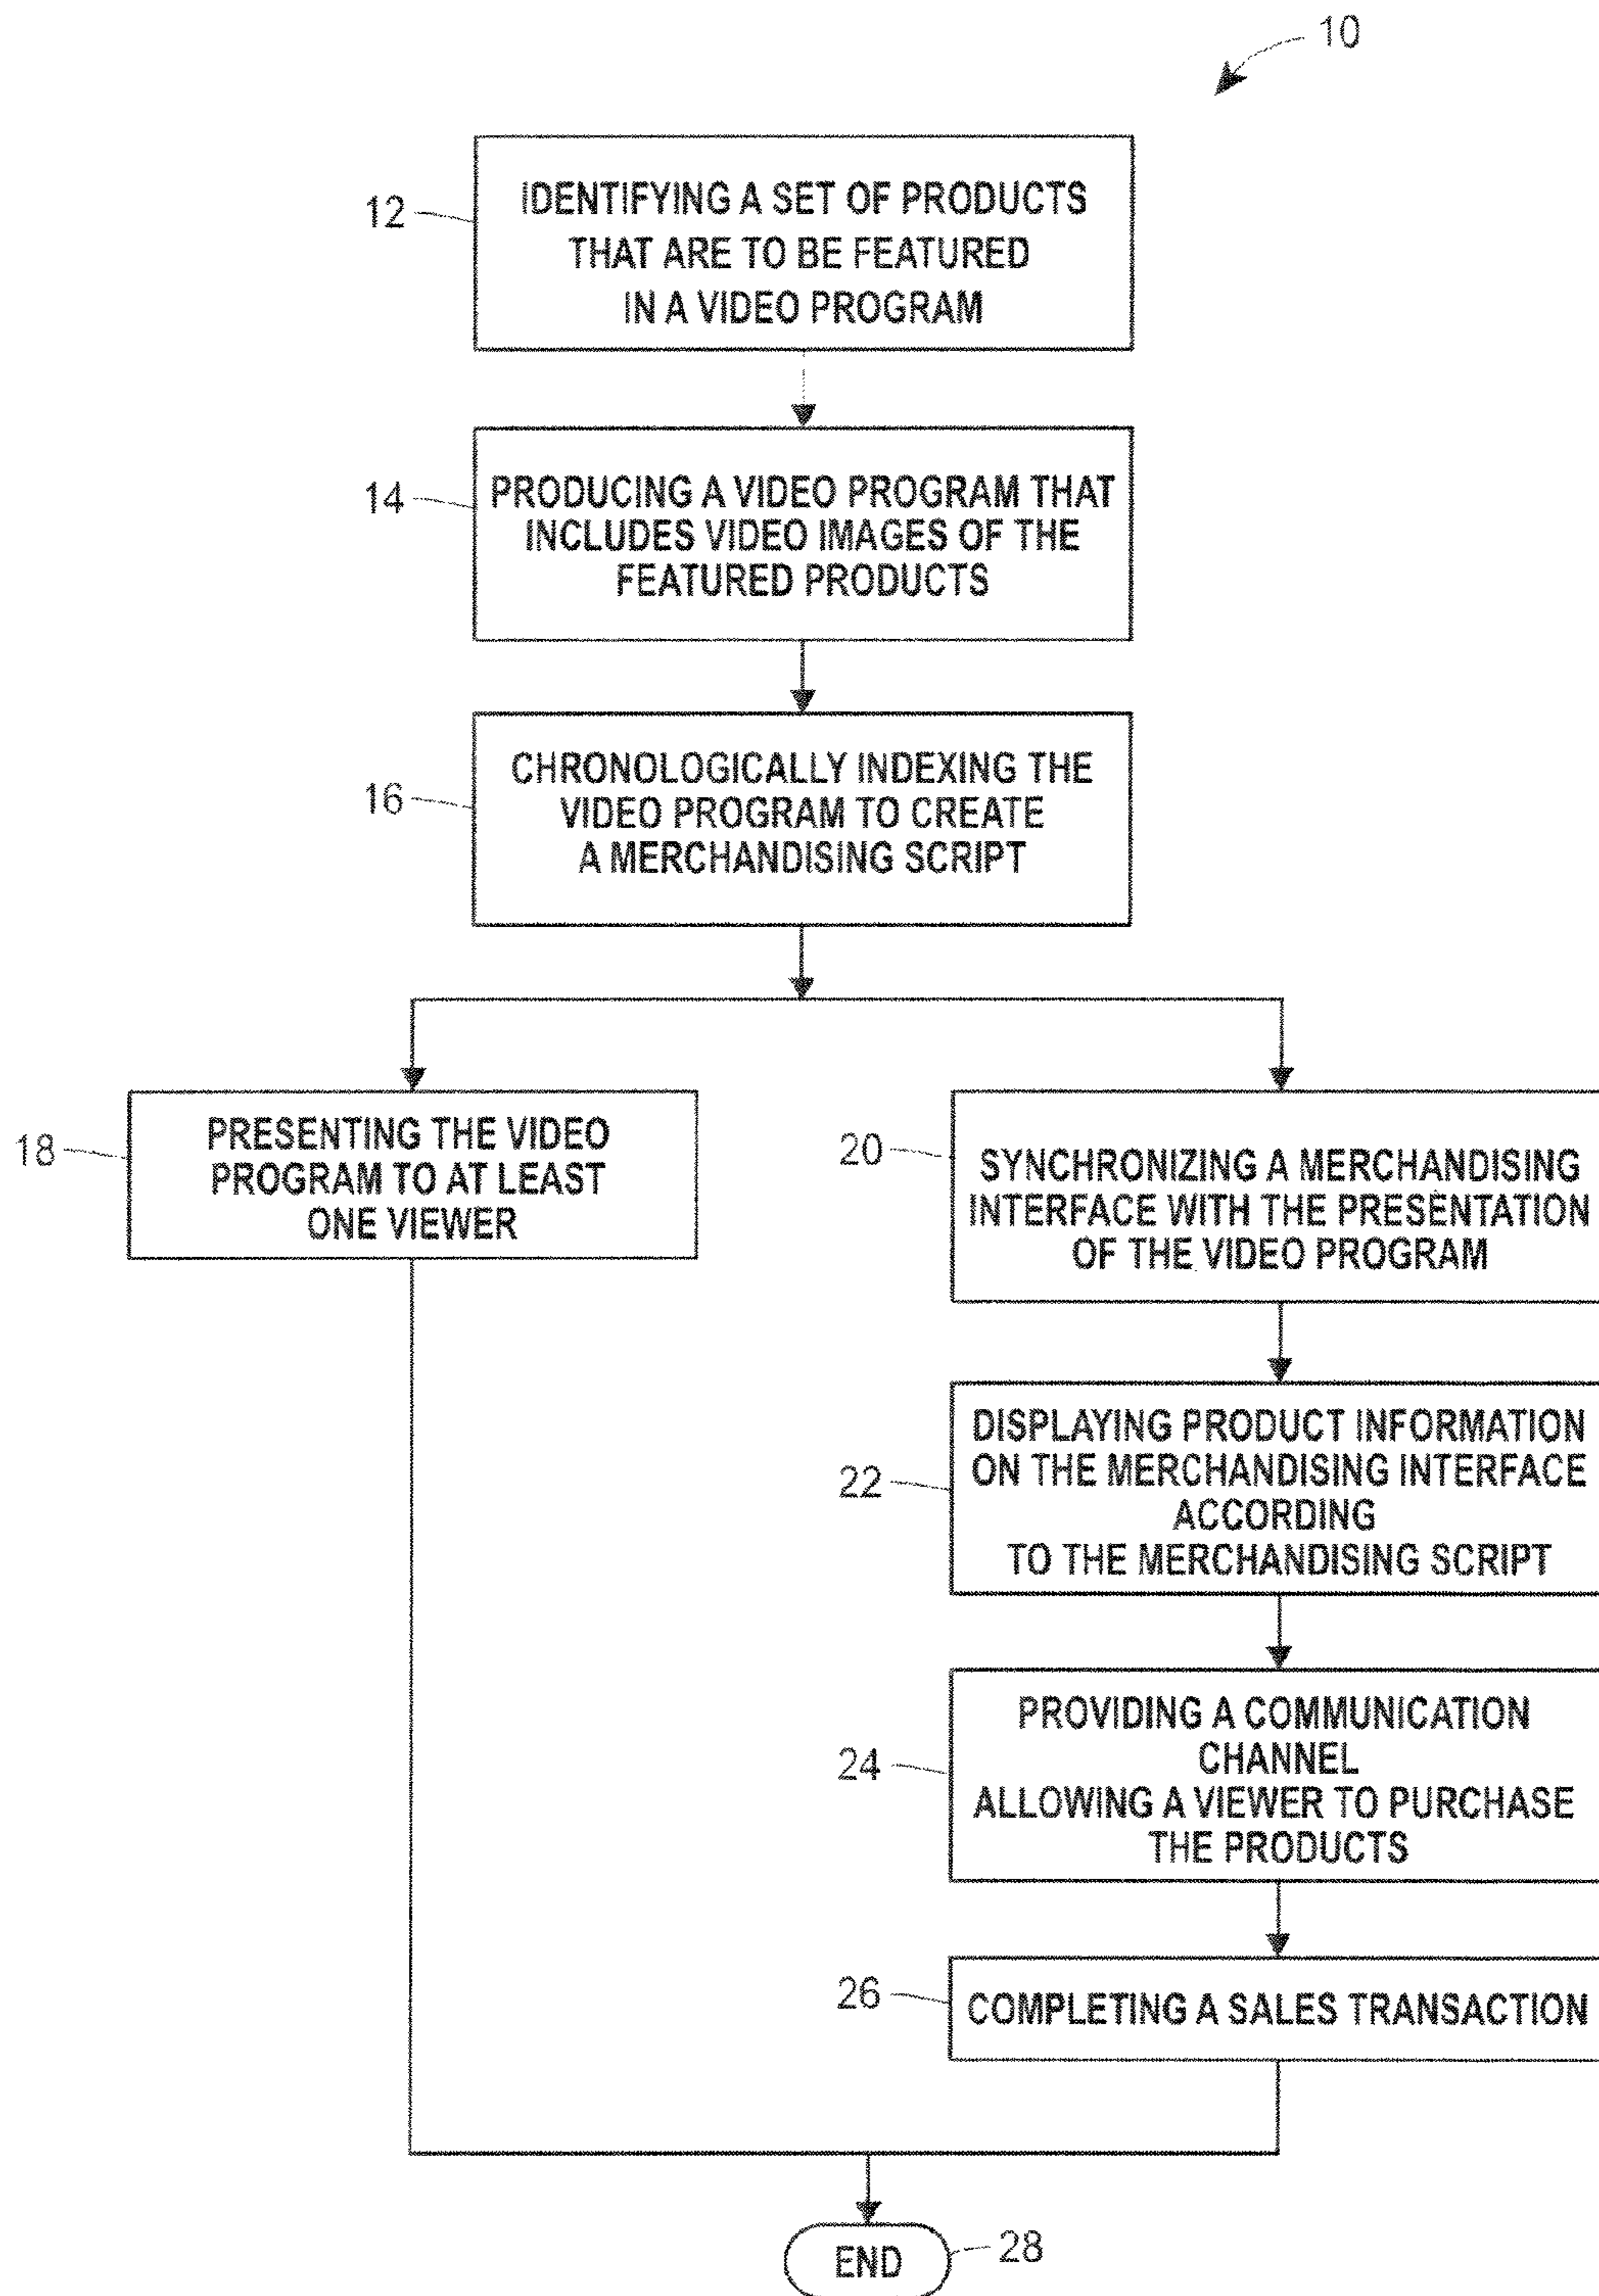 10
12
IDENTIFYING A SET OF PRODUCTS
THAT ARE TO BE FEATURED
IN A VIDEO PROGRAM
14
PRODUCING A VIDEO PROGRAM THAT
INCLUDES VIDEO IMAGES OF THE
FEATURED PRODUCTS
16
CHRONOLOGICALLY INDEXING THE
VIDEO PROGRAM TO CREATE
A MERCHANDISING SCRIPT
18
PRESENTING THE VIDEO
PROGRAM TO AT LEAST
ONE VIEWER
20
SYNCHRONIZING A MERCHANDISING
INTERFACE WITH THE PRESENTATION
OF THE VIDEO PROGRAM
22
DISPLAYING PRODUCT INFORMATION
ON THE MERCHANDISING INTERFACE
ACCORDING
TO THE MERCHANDISING SCRIPT
24
PROVIDING A COMMUNICATION
CHANNEL
ALLOWING A VIEWER TO PURCHASE
THE PRODUCTS
26
COMPLETING A SALES TRANSACTION
END
28